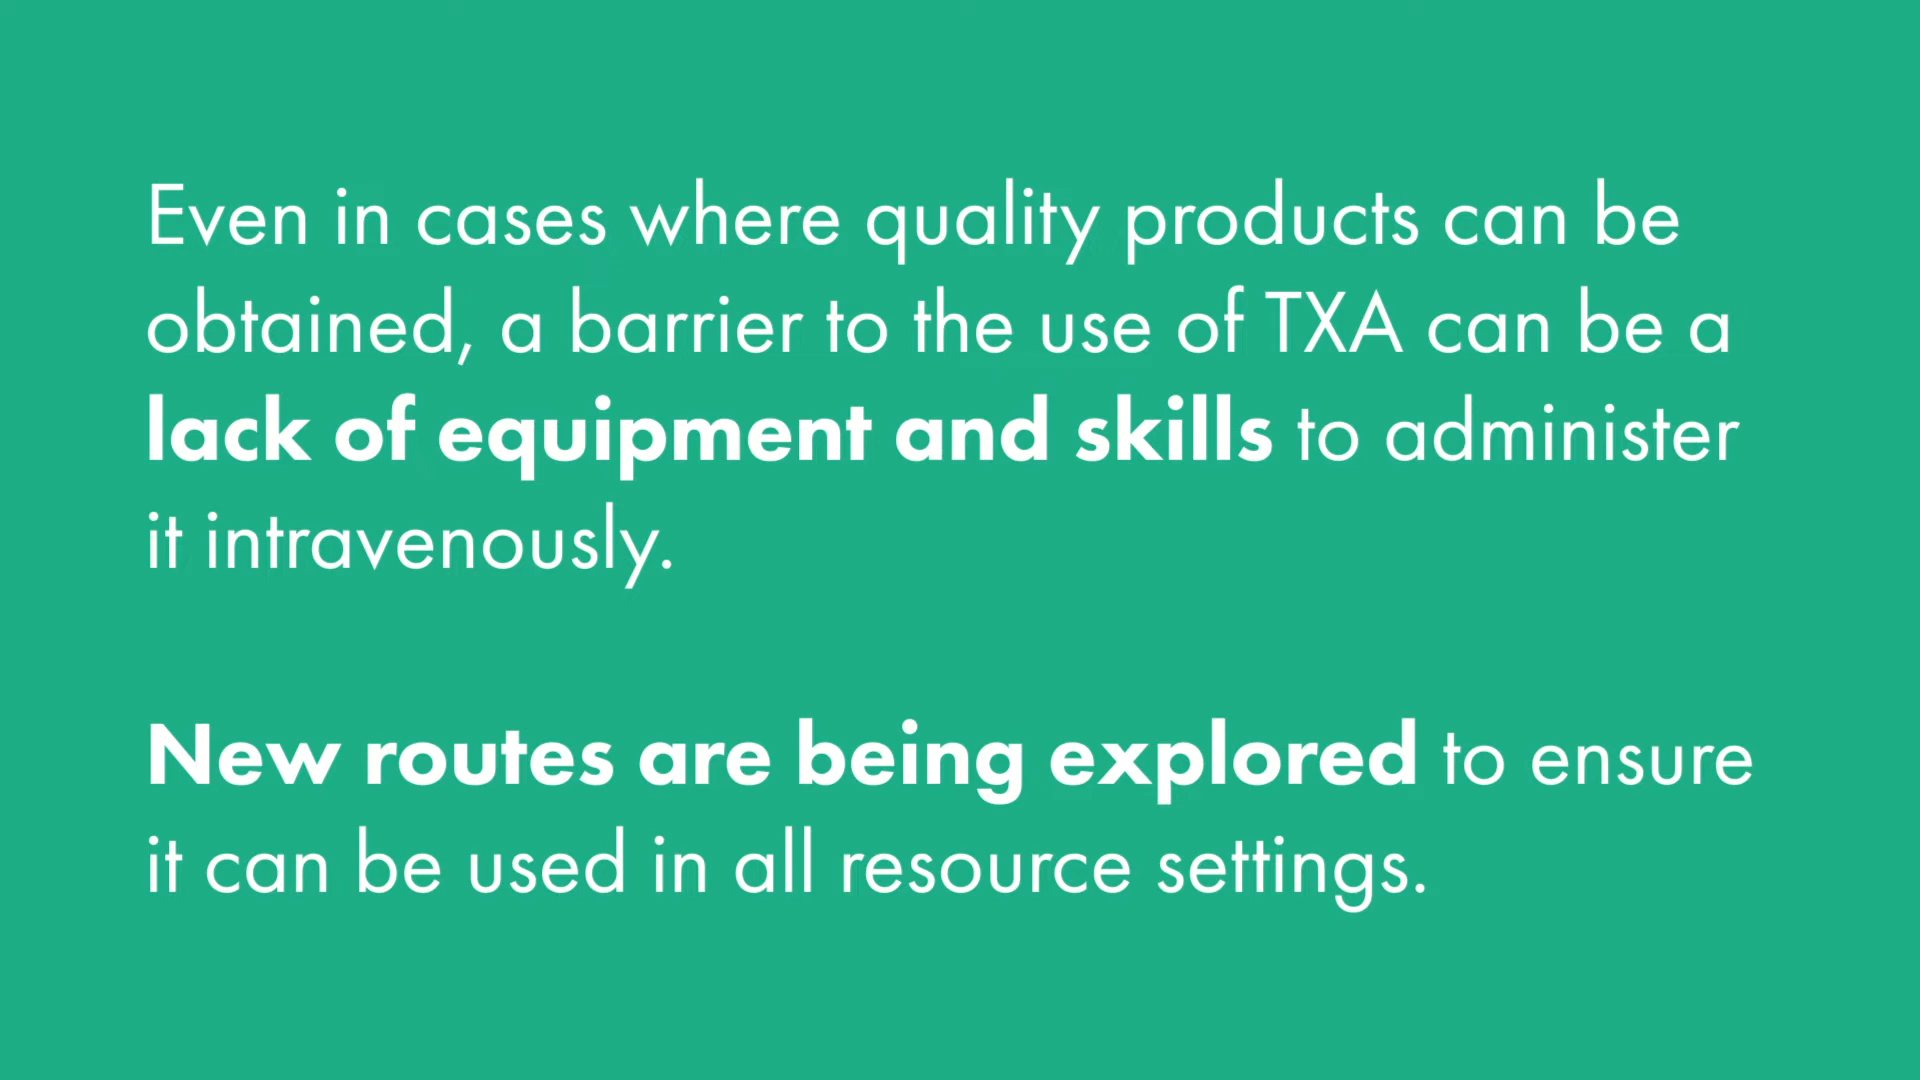 Even in cases where quality products can be
obtained, a barrier to the use of TXA can be a
lack of equipment and skills to administer
it intravenously.
New routes are being explored to ensure
it can be used in all resource settings.